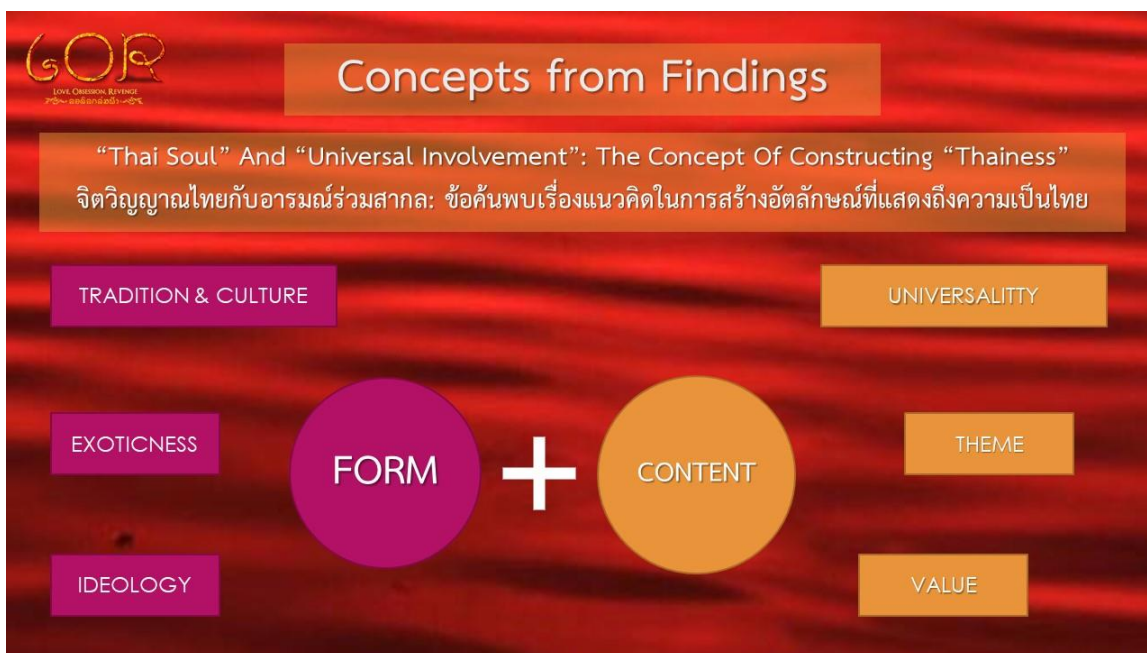 LOR
LOVE, OBSESSION, REVENGE
Concepts from Findings
“Thai Soul” And “Universal Involvement”: The Concept Of Constructing “Thainess”
จิตวิญญาณไทยกับอารมณ์ร่วมสากล: ข้อค้นพบเรื่องแนวคิดในการสร้างอัตลักษณ์ที่แสดงถึงความเป็นไทย
TRADITION & CULTURE
UNIVERSALITTY
EXOTICNESS
FORM
+
CONTENT
THEME
IDEOLOGY
VALUE